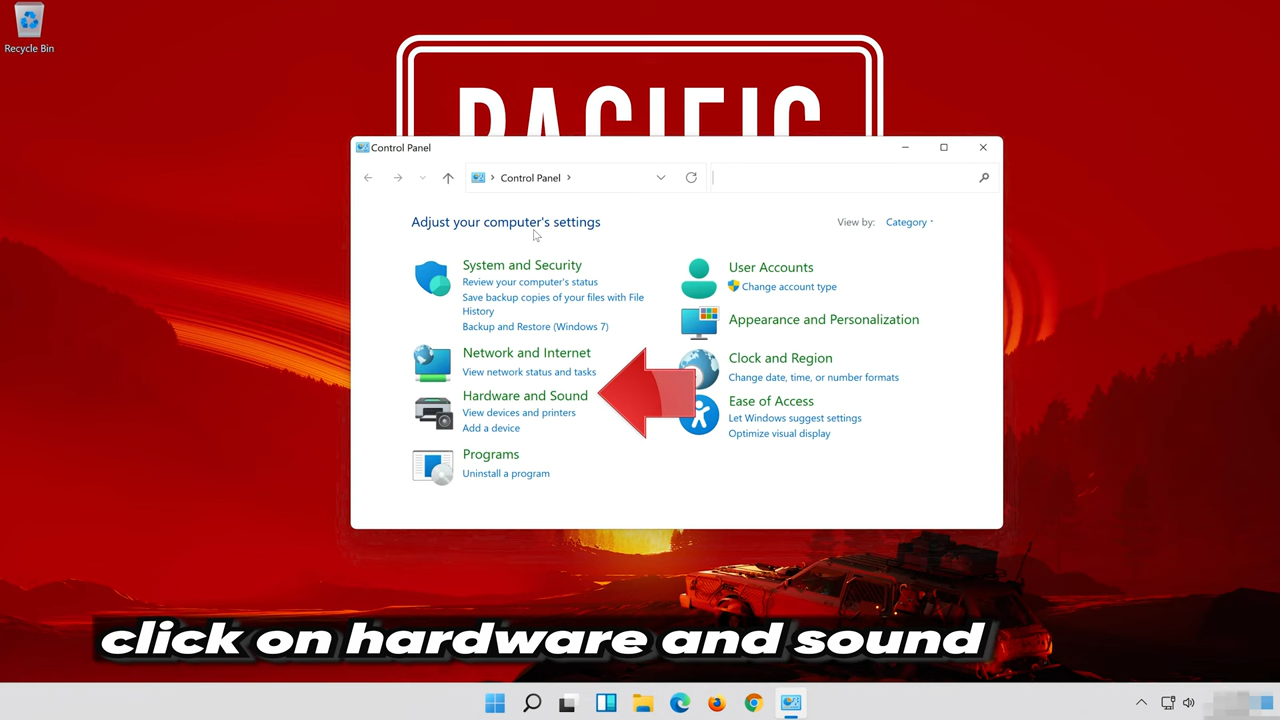 Recycle Bin
PACIFIC
Control Panel
Control Panel
Adjust your computer's settings
View by: Category
System and Security
Review your computer's status
Save backup copies of your files with File
History
Backup and Restore (Windows 7)
Network and Internet
View network status and tasks
Hardware and Sound
View devices and printers
Add a device
Programs
Uninstall a program
User Accounts
Change account type
Appearance and Personalization
Clock and Region
Change date, time, or number formats
Ease of Access
Let Windows suggest settings
Optimize visual display
click on hardware and sound